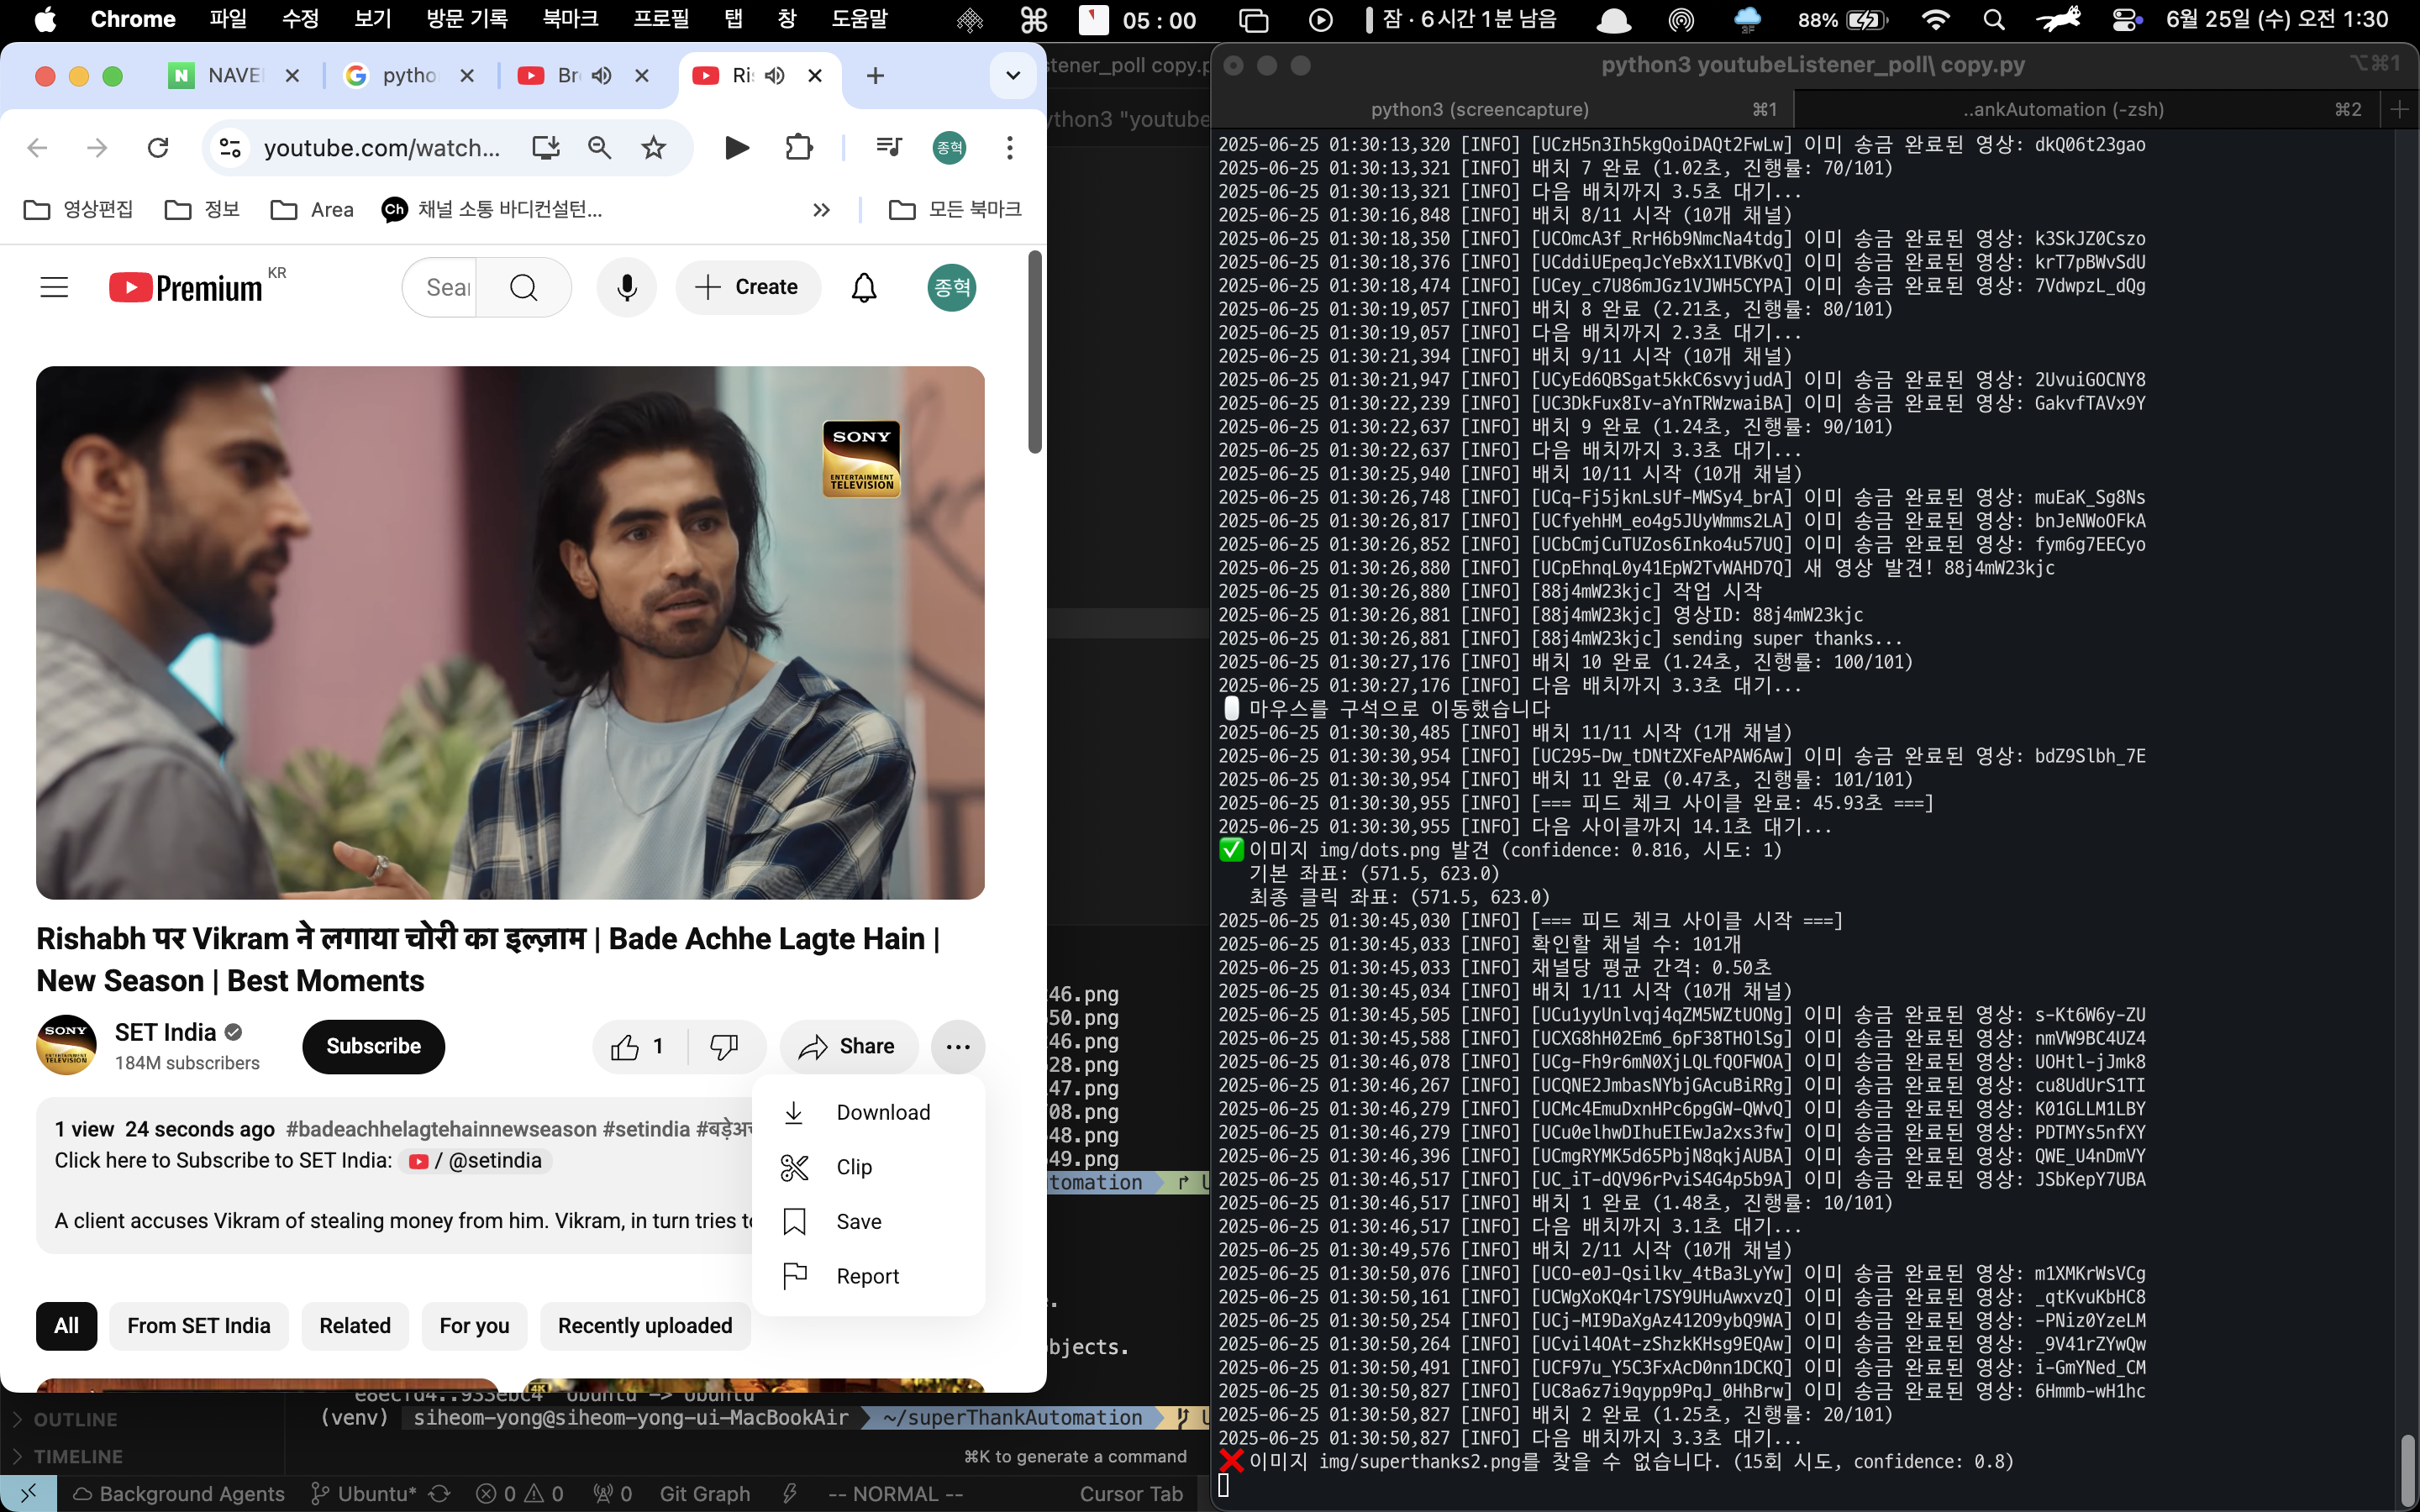 Chrome 파일 수정 보기 방문 기록 북마크 프로필 탭 창 도움말 05 : 00 잠 · 6시간 1분 남음 3F 88% 6월 25일 (수) 오전 1:30
NAVE pytho Br Ri
youtube.com/watch... 종혁
영상편집 정보 Area Ch 채널 소통 바디컨설턴... 모든 북마크
Premium KR Sear Create 종혁
SONY
ENTERTAINMENT
TELEVISION
Rishabh पर Vikram ने लगाया चोरी का इल्ज़ाम | Bade Achhe Lagte Hain |
New Season | Best Moments
SONY
SET India
184M subscribers
Subscribe
1
Share
Download
Clip
Save
Report
1 view 24 seconds ago #badeachhelagtehainnewseason #setindia
Click here to Subscribe to SET India: / @setindia
A client accuses Vikram of stealing money from him. Vikram, in turn tries
All From SET India Related For you Recently uploaded
4K
stener_poll copy.p
ython3 "youtube
46.png
50.png
46.png
28.png
47.png
08.png
48.png
49.png
tomation
bjects.
e8ecfd4..933ebc4 Ubuntu -> Ubuntu
(venv) siheom-yong@siheom-yong-ui-MacBookAir ~/superThankAutomation
OUTLINE
TIMELINE
⌘K to generate a command
Background Agents Ubuntu* 0 0 0 Git Graph -- NORMAL -- Cursor Tab
python3 youtubeListener_poll\ copy.py ⌥⌘1
python3 (screencapture) ⌘1 ..ankAutomation (-zsh) ⌘2
2025-06-25 01:30:13,320 [INFO] [UCzH5n3Ih5kgQoiDAQt2FwLw] 이미 송금 완료된 영상: dkQ06t23gao
2025-06-25 01:30:13,321 [INFO] 배치 7 완료 (1.02초, 진행률: 70/101)
2025-06-25 01:30:13,321 [INFO] 다음 배치까지 3.5초 대기...
2025-06-25 01:30:16,848 [INFO] 배치 8/11 시작 (10개 채널)
2025-06-25 01:30:18,350 [INFO] [UCOmcA3f_RrH6b9NmcNa4tdg] 이미 송금 완료된 영상: k3SkJZ0Cszo
2025-06-25 01:30:18,376 [INFO] [UCddiUEpeqJcYeBxX1IVBKvQ] 이미 송금 완료된 영상: krT7pBWvSdU
2025-06-25 01:30:18,474 [INFO] [UCey_c7U86mJGz1VJWH5CYPA] 이미 송금 완료된 영상: 7VdwpzL_dQg
2025-06-25 01:30:19,057 [INFO] 배치 8 완료 (2.21초, 진행률: 80/101)
2025-06-25 01:30:19,057 [INFO] 다음 배치까지 2.3초 대기...
2025-06-25 01:30:21,394 [INFO] 배치 9/11 시작 (10개 채널)
2025-06-25 01:30:21,947 [INFO] [UCyEd6QBSgat5kkC6svyjudA] 이미 송금 완료된 영상: 2UvuiGOCNY8
2025-06-25 01:30:22,239 [INFO] [UC3DkFux8Iv-aYnTRWzwaiBA] 이미 송금 완료된 영상: GakvfTAVx9Y
2025-06-25 01:30:22,637 [INFO] 배치 9 완료 (1.24초, 진행률: 90/101)
2025-06-25 01:30:22,637 [INFO] 다음 배치까지 3.3초 대기...
2025-06-25 01:30:25,940 [INFO] 배치 10/11 시작 (10개 채널)
2025-06-25 01:30:26,748 [INFO] [UCq-Fj5jknLsUf-MWSy4_brA] 이미 송금 완료된 영상: muEaK_Sg8Ns
2025-06-25 01:30:26,817 [INFO] [UCfyehHM_eo4g5JUyWmms2LA] 이미 송금 완료된 영상: bnJeNWoOFkA
2025-06-25 01:30:26,852 [INFO] [UCbCmjCuTUZos6Inko4u57UQ] 이미 송금 완료된 영상: fym6g7EECyo
2025-06-25 01:30:26,880 [INFO] [UCpEhnqL0y41EpW2TvWAHD7Q] 새 영상 발견! 88j4mW23kjc
2025-06-25 01:30:26,880 [INFO] [88j4mW23kjc] 작업 시작
2025-06-25 01:30:26,881 [INFO] [88j4mW23kjc] 영상ID: 88j4mW23kjc
2025-06-25 01:30:26,881 [INFO] [88j4mW23kjc] sending super thanks...
2025-06-25 01:30:27,176 [INFO] 배치 10 완료 (1.24초, 진행률: 100/101)
2025-06-25 01:30:27,176 [INFO] 다음 배치까지 3.3초 대기...
마우스를 구석으로 이동했습니다
2025-06-25 01:30:30,485 [INFO] 배치 11/11 시작 (1개 채널)
2025-06-25 01:30:30,954 [INFO] [UC295-Dw_tDNtZXFeAPAW6Aw] 이미 송금 완료된 영상: bdZ9Slbh_7E
2025-06-25 01:30:30,954 [INFO] 배치 11 완료 (0.47초, 진행률: 101/101)
2025-06-25 01:30:30,955 [INFO] [=== 피드 체크 사이클 완료: 45.93초 ===]
2025-06-25 01:30:30,955 [INFO] 다음 사이클까지 14.1초 대기...
✅ 이미지 img/dots.png 발견 (confidence: 0.816, 시도: 1)
기본 좌표: (571.5, 623.0)
최종 클릭 좌표: (571.5, 623.0)
2025-06-25 01:30:45,030 [INFO] [=== 피드 체크 사이클 시작 ===]
2025-06-25 01:30:45,033 [INFO] 확인할 채널 수: 101개
2025-06-25 01:30:45,033 [INFO] 채널당 평균 간격: 0.50초
2025-06-25 01:30:45,034 [INFO] 배치 1/11 시작 (10개 채널)
2025-06-25 01:30:45,505 [INFO] [UCu1yyUnlvqj4qZM5WZtUONg] 이미 송금 완료된 영상: s-Kt6W6y-ZU
2025-06-25 01:30:45,588 [INFO] [UCXG8hH02Em6_6pF38THOlSg] 이미 송금 완료된 영상: nmVW9BC4UZ4
2025-06-25 01:30:46,078 [INFO] [UCg-Fh9r6mN0XjLQLfQOFWOA] 이미 송금 완료된 영상: UOHtl-jJmk8
2025-06-25 01:30:46,267 [INFO] [UCQNE2JmbasNYbjGAcuBiRRg] 이미 송금 완료된 영상: cu8UdUrS1TI
2025-06-25 01:30:46,279 [INFO] [UCMc4EmuDxnHPc6pgGW-QWvQ] 이미 송금 완료된 영상: K01GLLM1LBY
2025-06-25 01:30:46,279 [INFO] [UCu0elhwDIhuEIEwJa2xs3fw] 이미 송금 완료된 영상: PDTMYs5nfXY
2025-06-25 01:30:46,396 [INFO] [UCmgRYMK5d65PbjN8qkjAUBA] 이미 송금 완료된 영상: QWE_U4nDmVY
2025-06-25 01:30:46,517 [INFO] [UC_iT-dQV96rPviS4G4p5b9A] 이미 송금 완료된 영상: JSbKepY7UBA
2025-06-25 01:30:46,517 [INFO] 배치 1 완료 (1.48초, 진행률: 10/101)
2025-06-25 01:30:46,517 [INFO] 다음 배치까지 3.1초 대기...
2025-06-25 01:30:49,576 [INFO] 배치 2/11 시작 (10개 채널)
2025-06-25 01:30:50,076 [INFO] [UCO-e0J-Qsilkv_4tBa3LyYw] 이미 송금 완료된 영상: m1XMKrWsVCg
2025-06-25 01:30:50,161 [INFO] [UCWgXoKQ4rl7SY9UHuAwxvzQ] 이미 송금 완료된 영상: _qtKvuKbHC8
2025-06-25 01:30:50,254 [INFO] [UCj-MI9DaXgAz412O9ybQ9WA] 이미 송금 완료된 영상: -PNiz0YzeLM
2025-06-25 01:30:50,264 [INFO] [UCvil4OAt-zShzkKHsg9EQAw] 이미 송금 완료된 영상: _9V41rZYwQw
2025-06-25 01:30:50,491 [INFO] [UCF97u_Y5C3FxAcD0nn1DCKQ] 이미 송금 완료된 영상: i-GmYNed_CM
2025-06-25 01:30:50,827 [INFO] [UC8a6z7i9qypp9PqJ_0HhBrw] 이미 송금 완료된 영상: 6Hmmb-wH1hc
2025-06-25 01:30:50,827 [INFO] 배치 2 완료 (1.25초, 진행률: 20/101)
2025-06-25 01:30:50,827 [INFO] 다음 배치까지 3.3초 대기...
❌ 이미지 img/superthanks2.png를 찾을 수 없습니다. (15회 시도, confidence: 0.8)